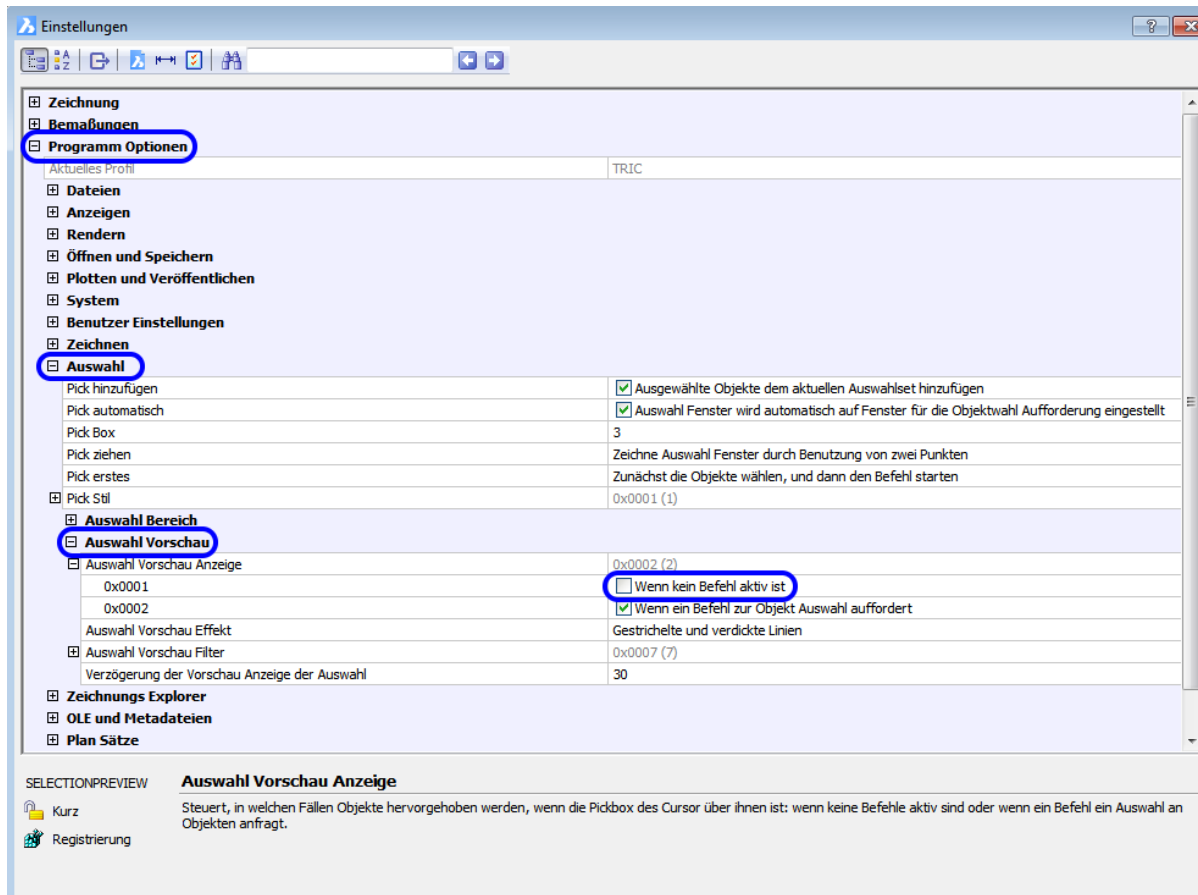 Einstellungen
Zeichnung
Bemaßungen
Programm Optionen
Aktuelles Profil TRIC
Dateien
Anzeigen
Rendern
Öffnen und Speichern
Plotten und Veröffentlichen
System
Benutzer Einstellungen
Zeichnen
Auswahl
Pick hinzufügen Ausgewählte Objekte dem aktuellen Auswahlset hinzufügen
Pick automatisch Auswahl Fenster wird automatisch auf Fenster für die Objektwahl Aufforderung eingestellt
Pick Box 3
Pick ziehen Zeichne Auswahl Fenster durch Benutzung von zwei Punkten
Pick erstes Zunächst die Objekte wählen, und dann den Befehl starten
Pick Stil 0x0001 (1)
Auswahl Bereich
Auswahl Vorschau
Auswahl Vorschau Anzeige 0x0002 (2)
0x0001 Wenn kein Befehl aktiv ist
0x0002 Wenn ein Befehl zur Objekt Auswahl auffordert
Auswahl Vorschau Effekt Gestrichelte und verdickte Linien
Auswahl Vorschau Filter 0x0007 (7)
Verzögerung der Vorschau Anzeige der Auswahl 30
Zeichnungs Explorer
OLE und Metadateien
Plan Sätze
SELECTIONPREVIEW Auswahl Vorschau Anzeige
Kurz Steuert, in welchen Fällen Objekte hervorgehoben werden, wenn die Pickbox des Cursor über ihnen ist: wenn keine Befehle aktiv sind oder wenn ein Befehl ein Auswahl an
Objekten anfragt.
Registrierung